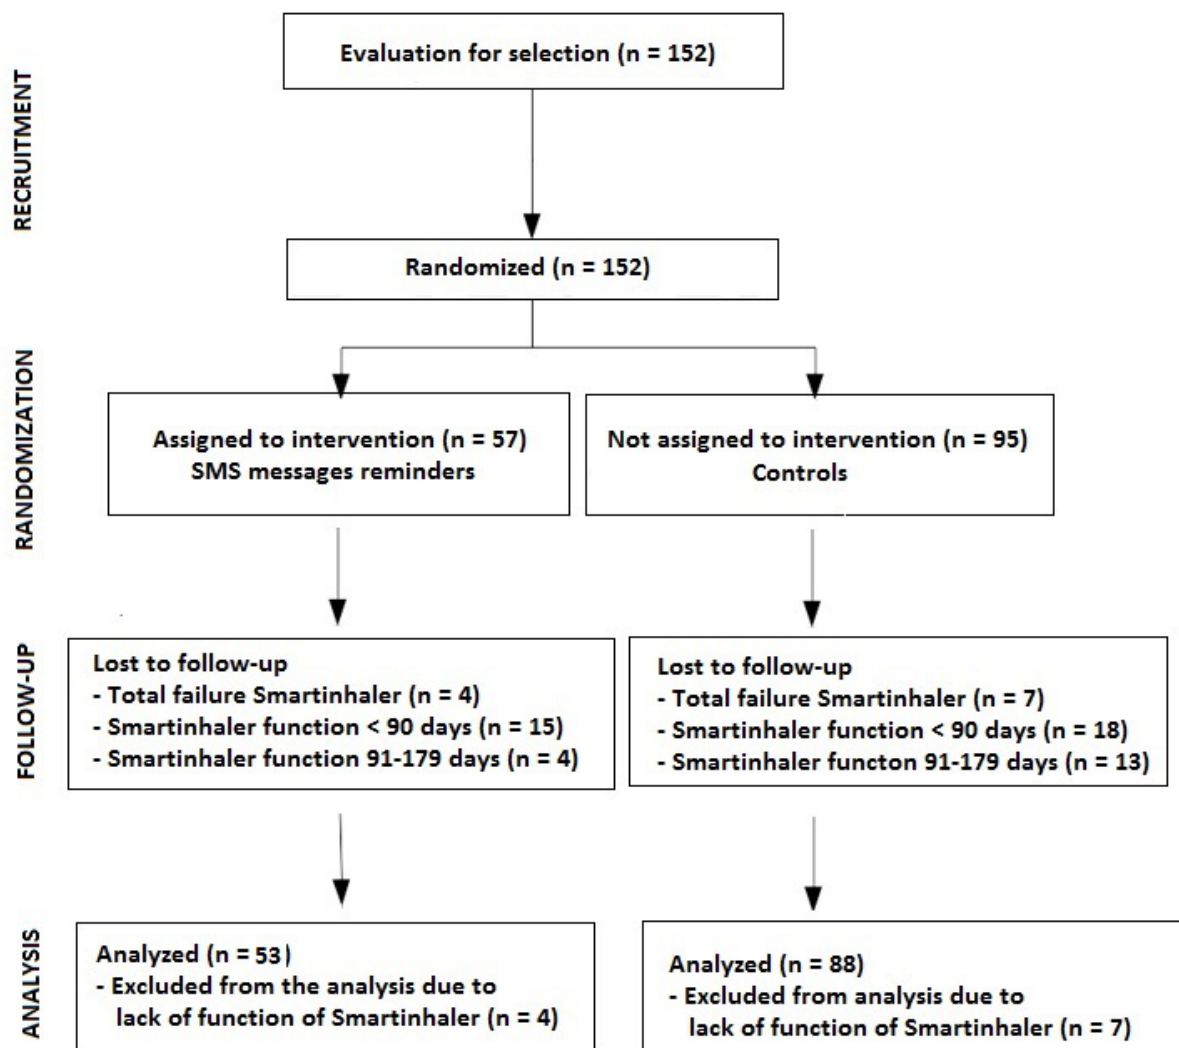 RECRUITMENT
Evaluation for selection (n = 152)
Randomized (n = 152)
RANDOMIZATION
Assigned to intervention (n = 57)
SMS messages reminders
Not assigned to intervention (n = 95)
Controls
FOLLOW-UP
Lost to follow-up
- Total failure Smartinhaler (n = 4)
- Smartinhaler function < 90 days (n = 15)
- Smartinhaler function 91-179 days (n = 4)
Lost to follow-up
- Total failure Smartinhaler (n = 7)
- Smartinhaler function < 90 days (n = 18)
- Smartinhaler functon 91-179 days (n = 13)
ANALYSIS
Analyzed (n = 53)
- Excluded from the analysis due to
lack of function of Smartinhaler (n = 4)
Analyzed (n = 88)
- Excluded from analysis due to
lack of function of Smartinhaler (n = 7)